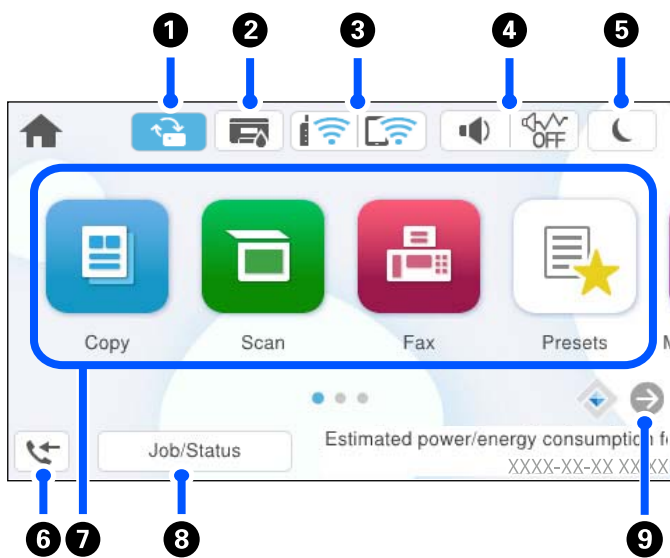 1 2 3 4 5
OFF
Copy Scan Fax Presets
Job/Status
Estimated power/energy consumption f
XXXX-XX-XX XX:XX
6 7 8 9